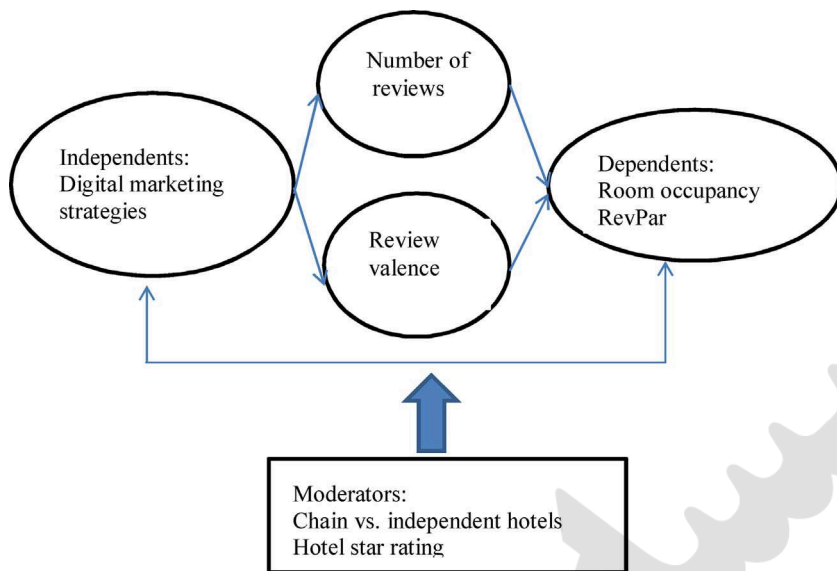 Number of
reviews
Independents:
Digital marketing
strategies
Review
valence
Dependents:
Room occupancy
RevPar
Moderators:
Chain vs. independent hotels
Hotel star rating